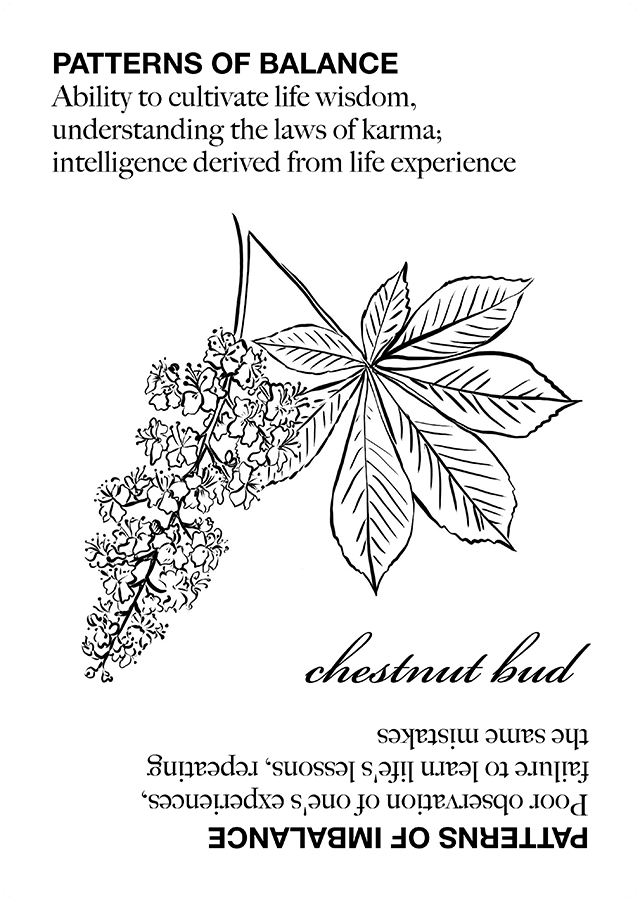 PATTERNS OF BALANCE
Ability to cultivate life wisdom,
understanding the laws of karma;
intelligence derived from life experience
chestnut bud
PATTERNS OF IMBALANCE
Poor observation of one's experiences,
failure to learn life's lessons, repeating
the same mistakes